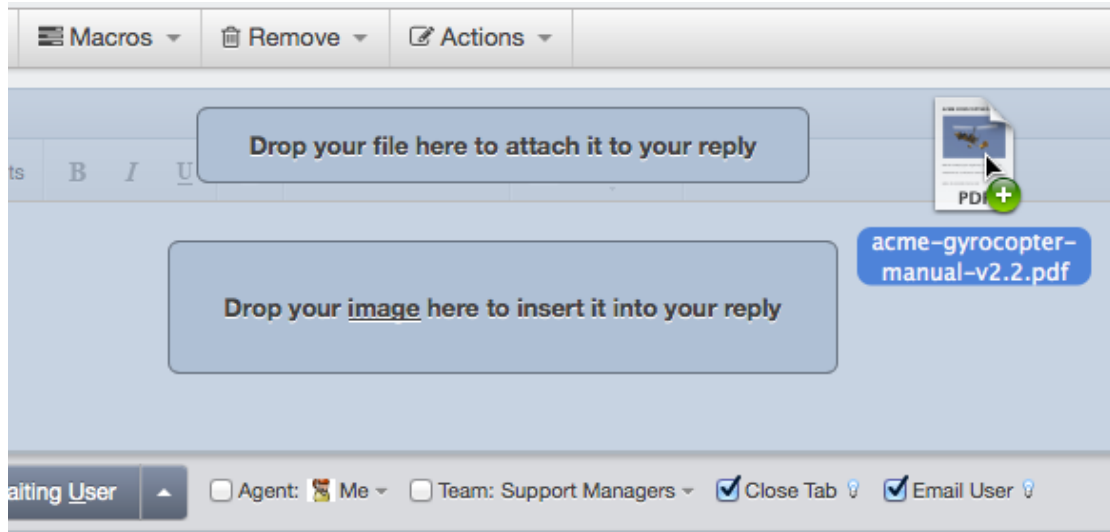 Macros Remove Actions
Drop your file here to attach it to your reply
ts B I U
PDF
acme-gyrocopter-
manual-v2.2.pdf
Drop your image here to insert it into your reply
aiting User Agent: Me Team: Support Managers Close Tab Email User